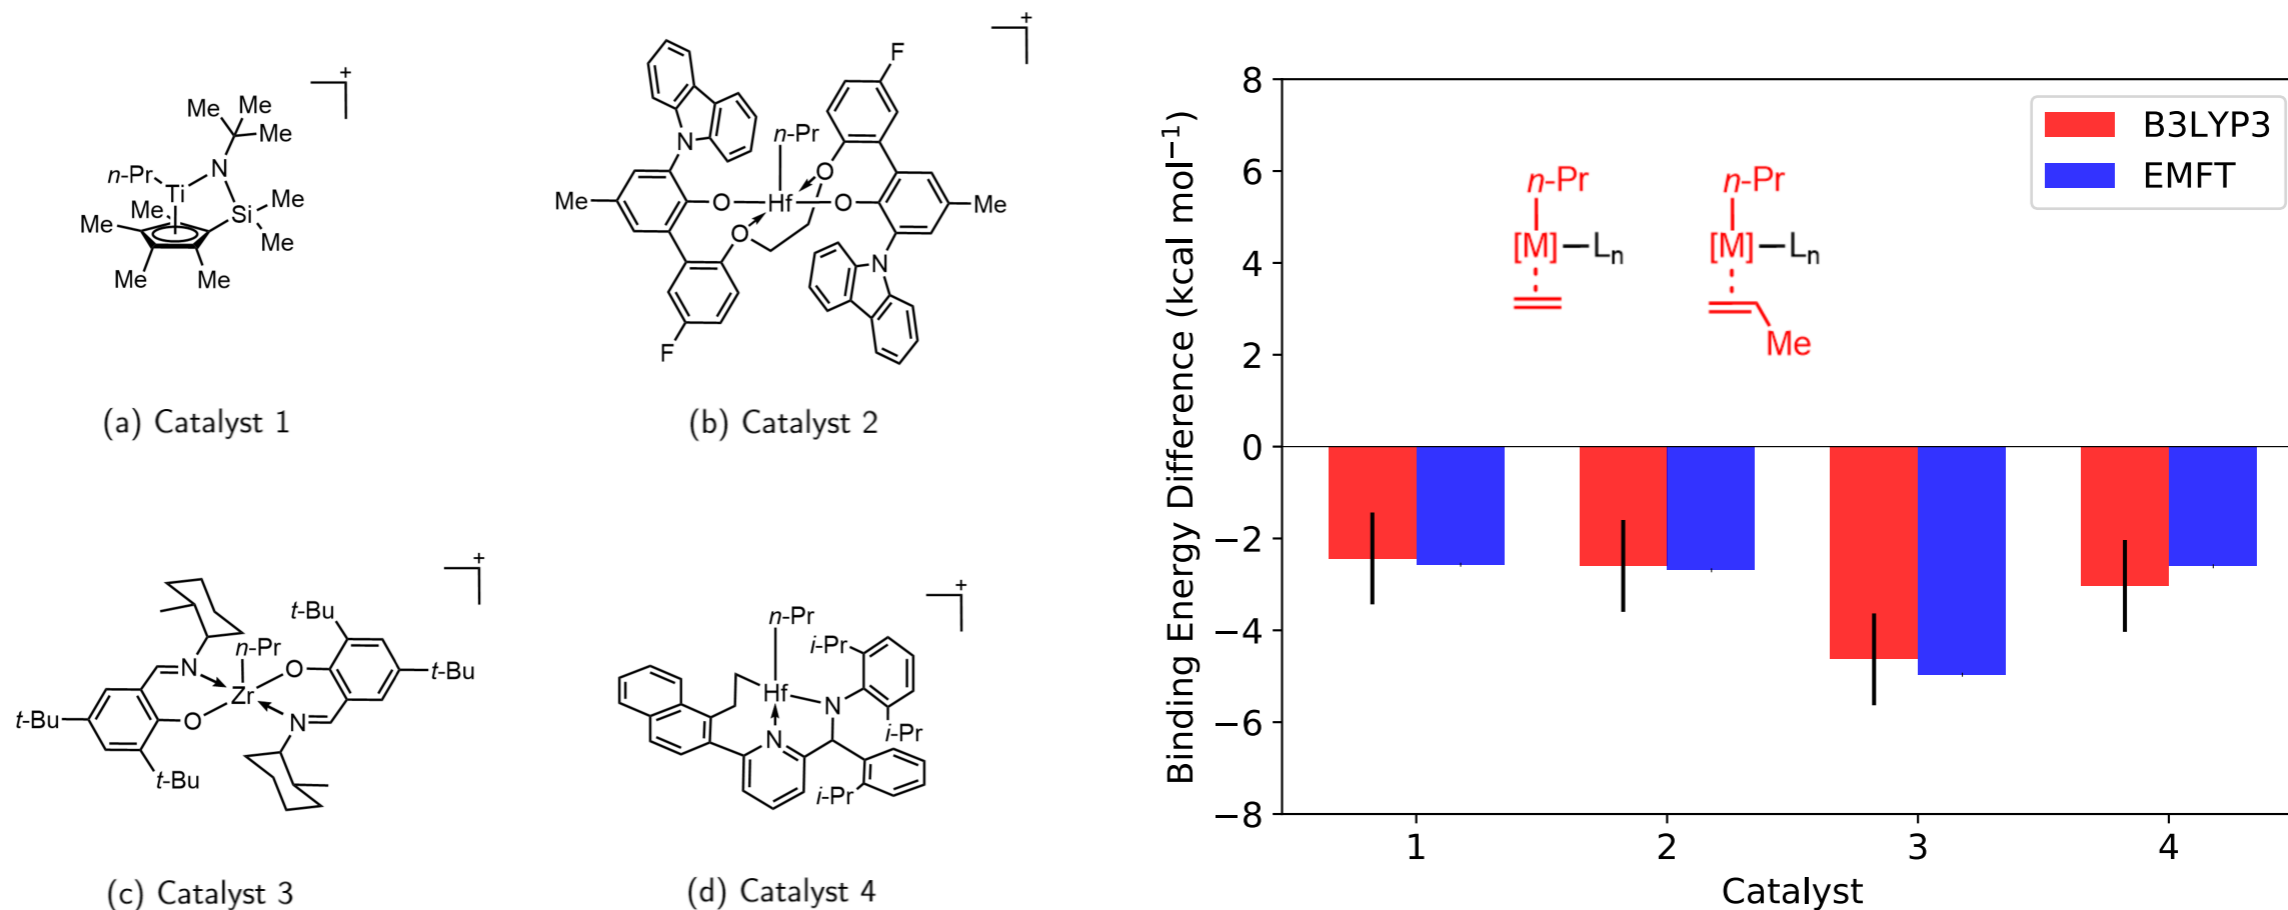 +
Me Me
Me
n-Pr
N
Ti
Me
Si
Me
Me
Me
Me Me
(a) Catalyst 1
+
F
N
n-Pr
O
Me
O
Hf
O
Me
O
N
F
(b) Catalyst 2
+
t-Bu
n-Pr
N
O
t-Bu
Zr
t-Bu
O
N
t-Bu
(c) Catalyst 3
+
n-Pr
i-Pr
Hf
N
N
i-Pr
i-Pr
(d) Catalyst 4
Binding Energy Difference (kcal mol−1)
8
6
4
2
0
−2
−4
−6
−8
B3LYP3
EMFT
n-Pr
[M]—Ln
n-Pr
[M]—Ln
Me
1 2 3 4
Catalyst